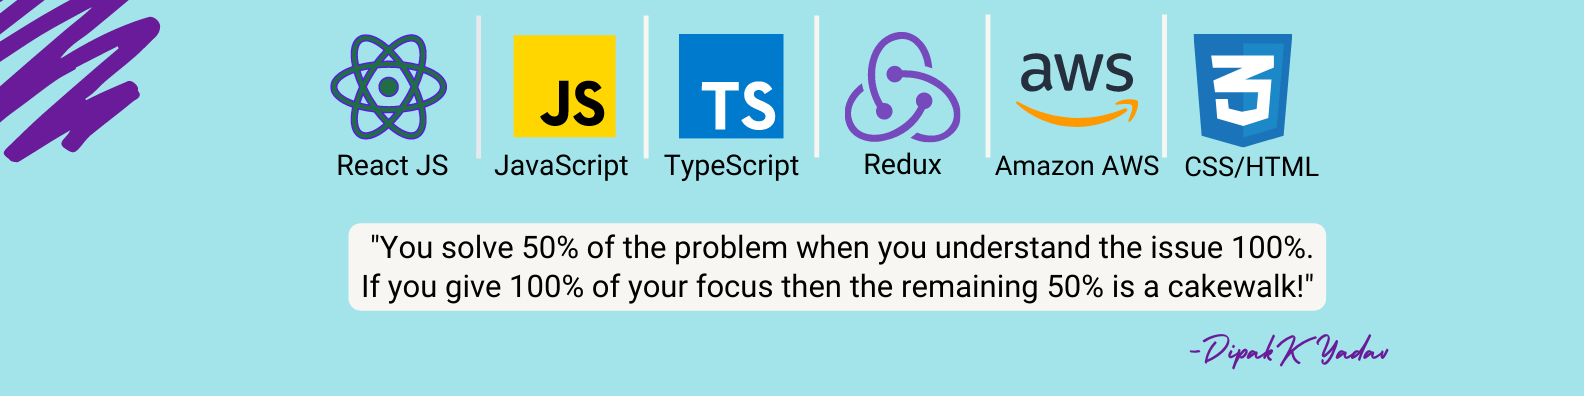 JS
TS
aws
3
React JS
JavaScript
TypeScript
Redux
Amazon AWS
CSS/HTML
"You solve 50% of the problem when you understand the issue 100%.
If you give 100% of your focus then the remaining 50% is a cakewalk!"
-Dipak K Yadav